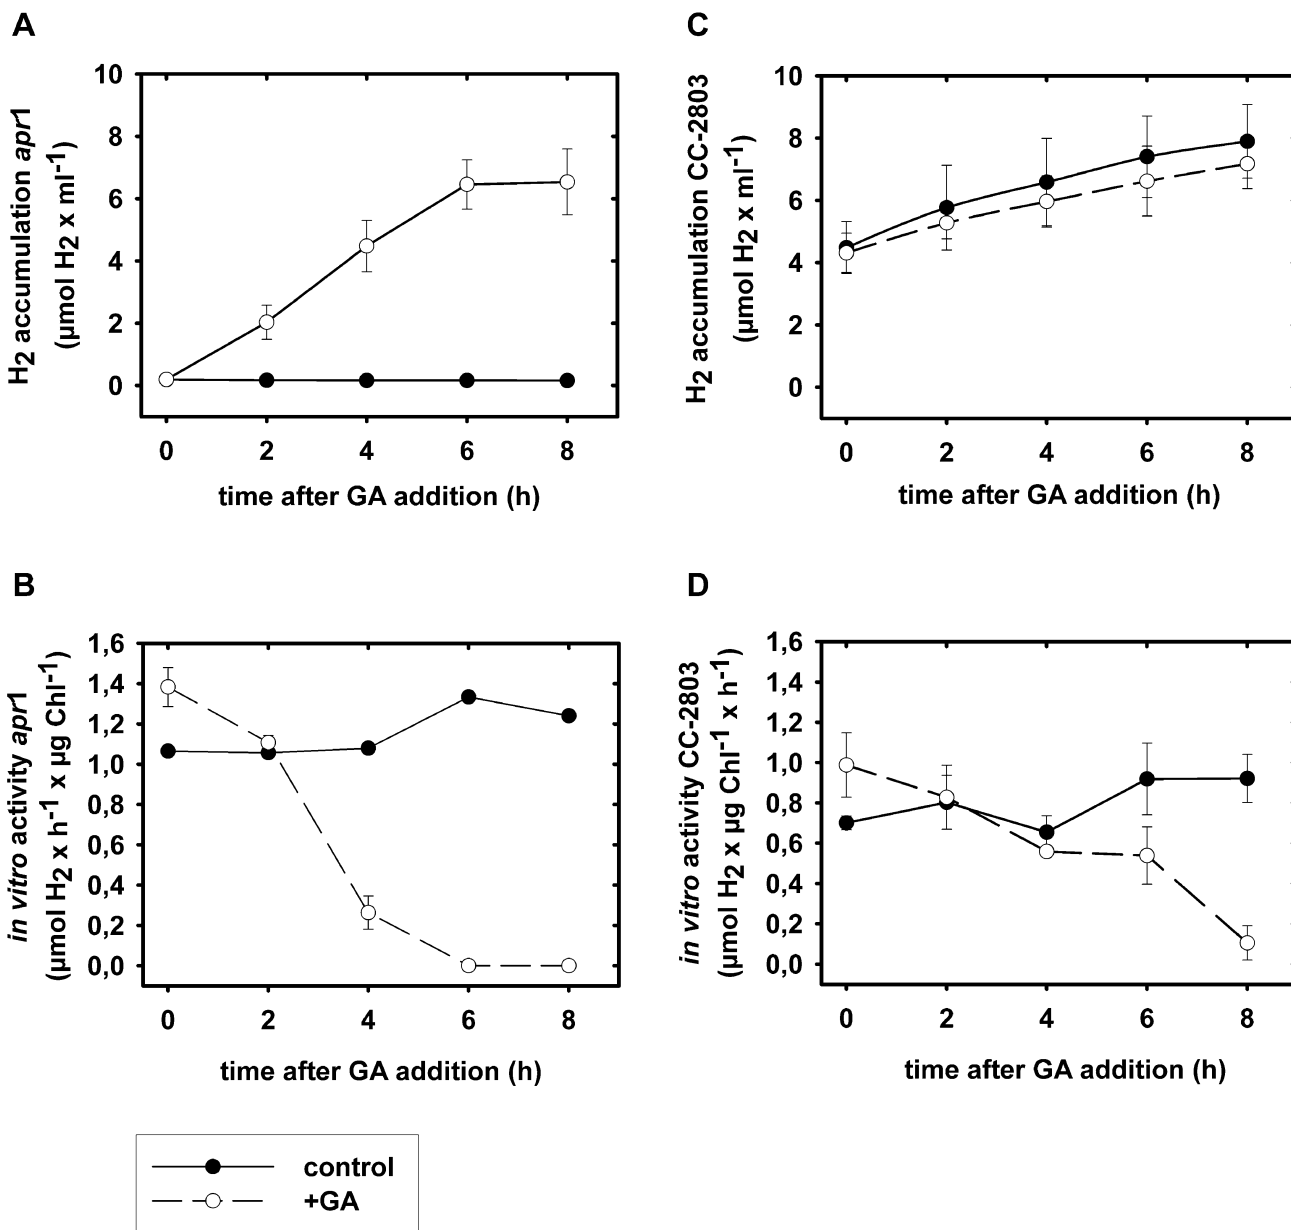 A
H2 accumulation apr1
(µmol H2 x ml-1)
10
8
6
4
2
0
0 2 4 6 8
time after GA addition (h)
C
H2 accumulation CC-2803
(µmol H2 x ml-1)
10
8
6
4
2
0
0 2 4 6 8
time after GA addition (h)
B
in vitro activity apr1
(µmol H2 x h-1 x µg Chl-1)
1,6
1,4
1,2
1,0
0,8
0,6
0,4
0,2
0,0
0 2 4 6 8
time after GA addition (h)
D
in vitro activity CC-2803
(µmol H2 x µg Chl-1 x h-1)
1,6
1,4
1,2
1,0
0,8
0,6
0,4
0,2
0,0
0 2 4 6 8
time after GA addition (h)
control
+GA